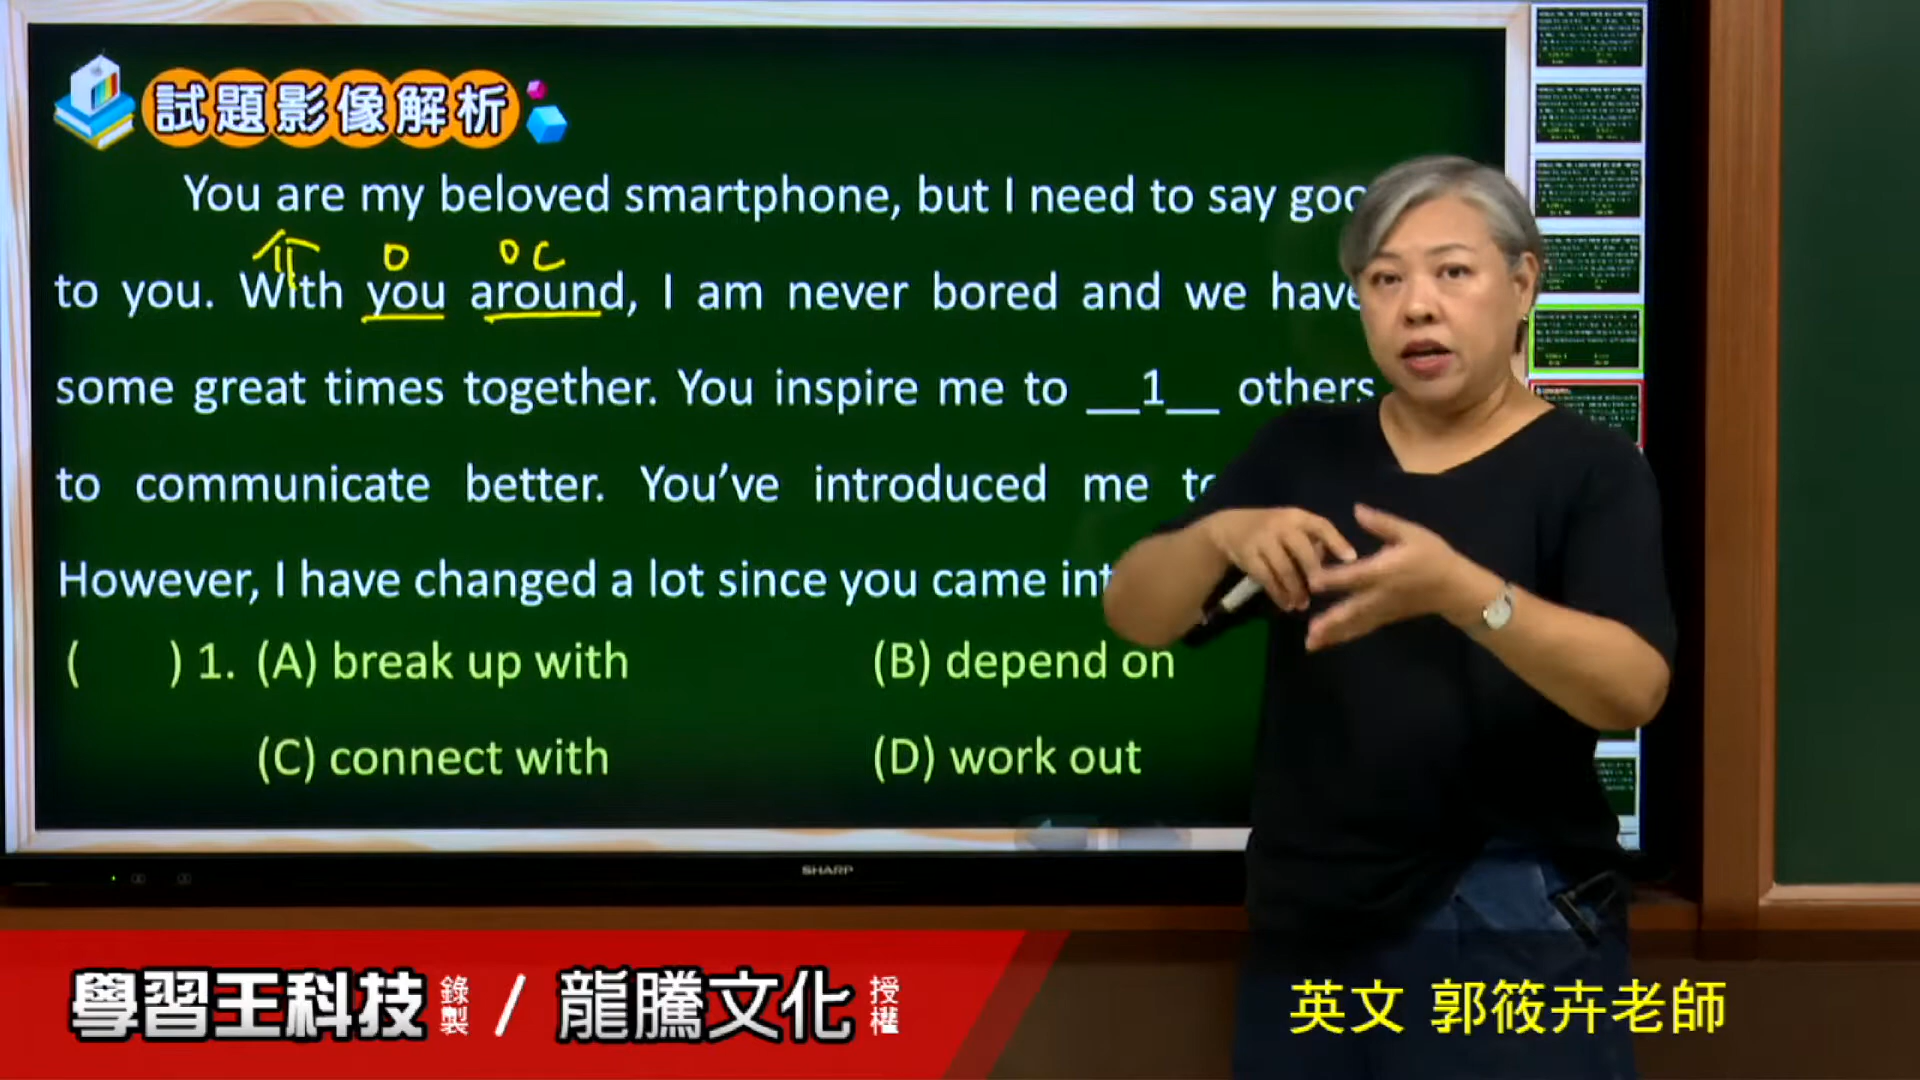 試題影像解析
You are my beloved smartphone, but I need to say
介 O OC
to you. With you around, I am never bored and we have
some great times together. You inspire me to __1__ others
to communicate better. You've introduced me
However, I have changed a lot since you came
( ) 1. (A) break up with (B) depend on
(C) connect with (D) work out
SHARP
學習王科技 錄製 / 龍騰文化 授權
英文 郭筱卉老師